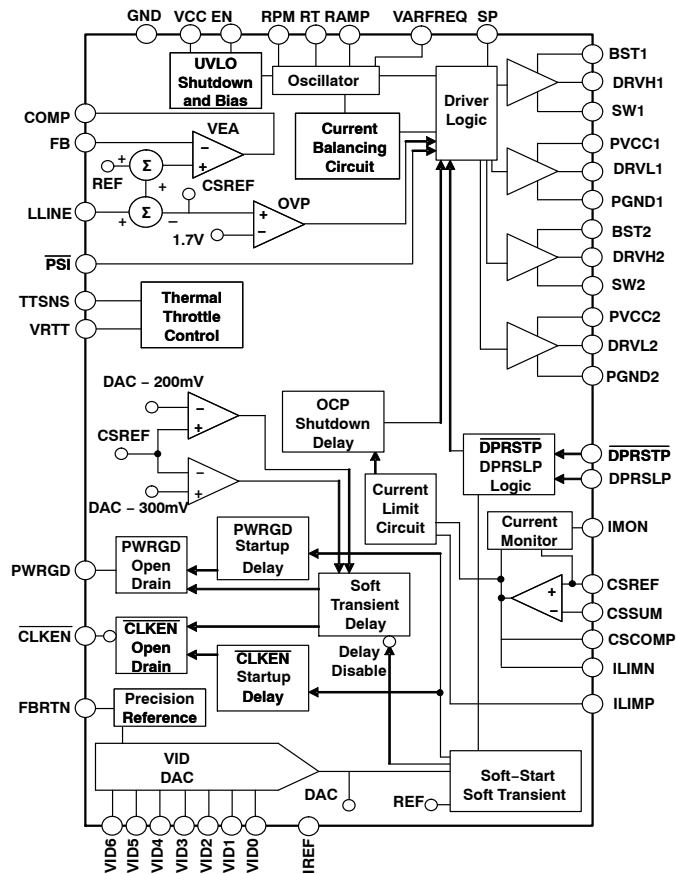 GND
VCC EN
RPM RT RAMP
VARFREQ
SP
UVLO
Shutdown
and Bias
Oscillator
Driver
Logic
BST1
DRVH1
SW1
COMP
VEA
−
+
FB
REF
+
Σ
+
Current
Balancing
Circuit
PVCC1
DRVL1
PGND1
LLINE
+
Σ
−
CSREF
OVP
+
−
1.7V
BST2
DRVH2
SW2
PSI
TTSNS
VRTT
Thermal
Throttle
Control
PVCC2
DRVL2
PGND2
DAC − 200mV
−
+
CSREF
−
+
DAC − 300mV
OCP
Shutdown
Delay
DPRSTP
DPRSLP
Logic
DPRSTP
DPRSLP
Current
Limit
Circuit
Current
Monitor
IMON
PWRGD
PWRGD
Open
Drain
PWRGD
Startup
Delay
+
−
CSREF
CSSUM
CSCOMP
ILIMN
ILIMP
Soft
Transient
Delay
CLKEN
CLKEN
Open
Drain
CLKEN
Startup
Delay
Delay
Disable
FBRTN
Precision
Reference
VID
DAC
DAC
REF
Soft−Start
Soft Transient
VID6
VID5
VID4
VID3
VID2
VID1
VID0
IREF